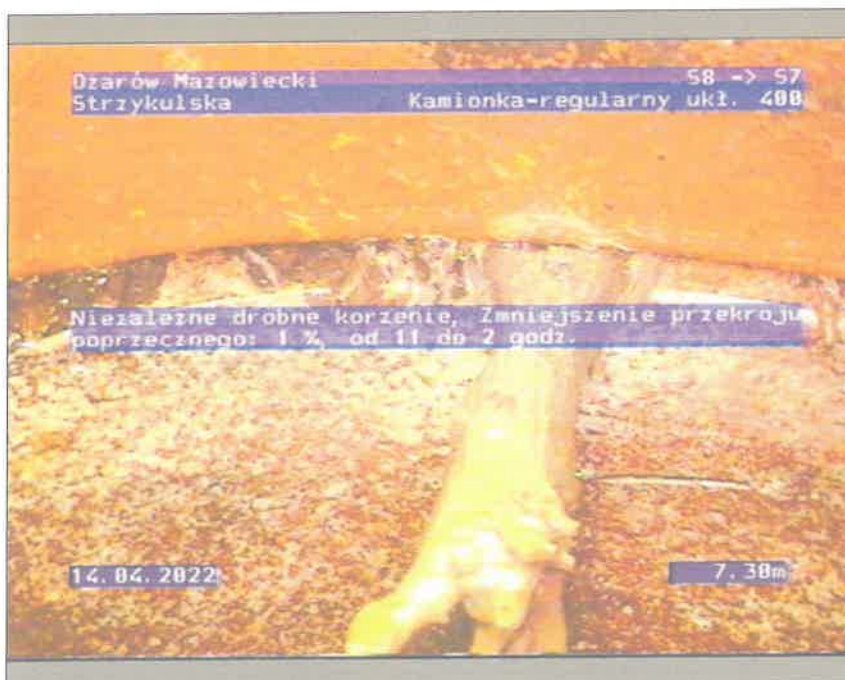 Ożarów Mazowiecki S8 -> S7
Strzykulska Kamionka-regularny ukł. 400
Niezależne drobne korzenie, Zmniejszenie przekroju
poprzecznego: 1 %, od 11 do 2 godz.
14.04.2022 7.30m